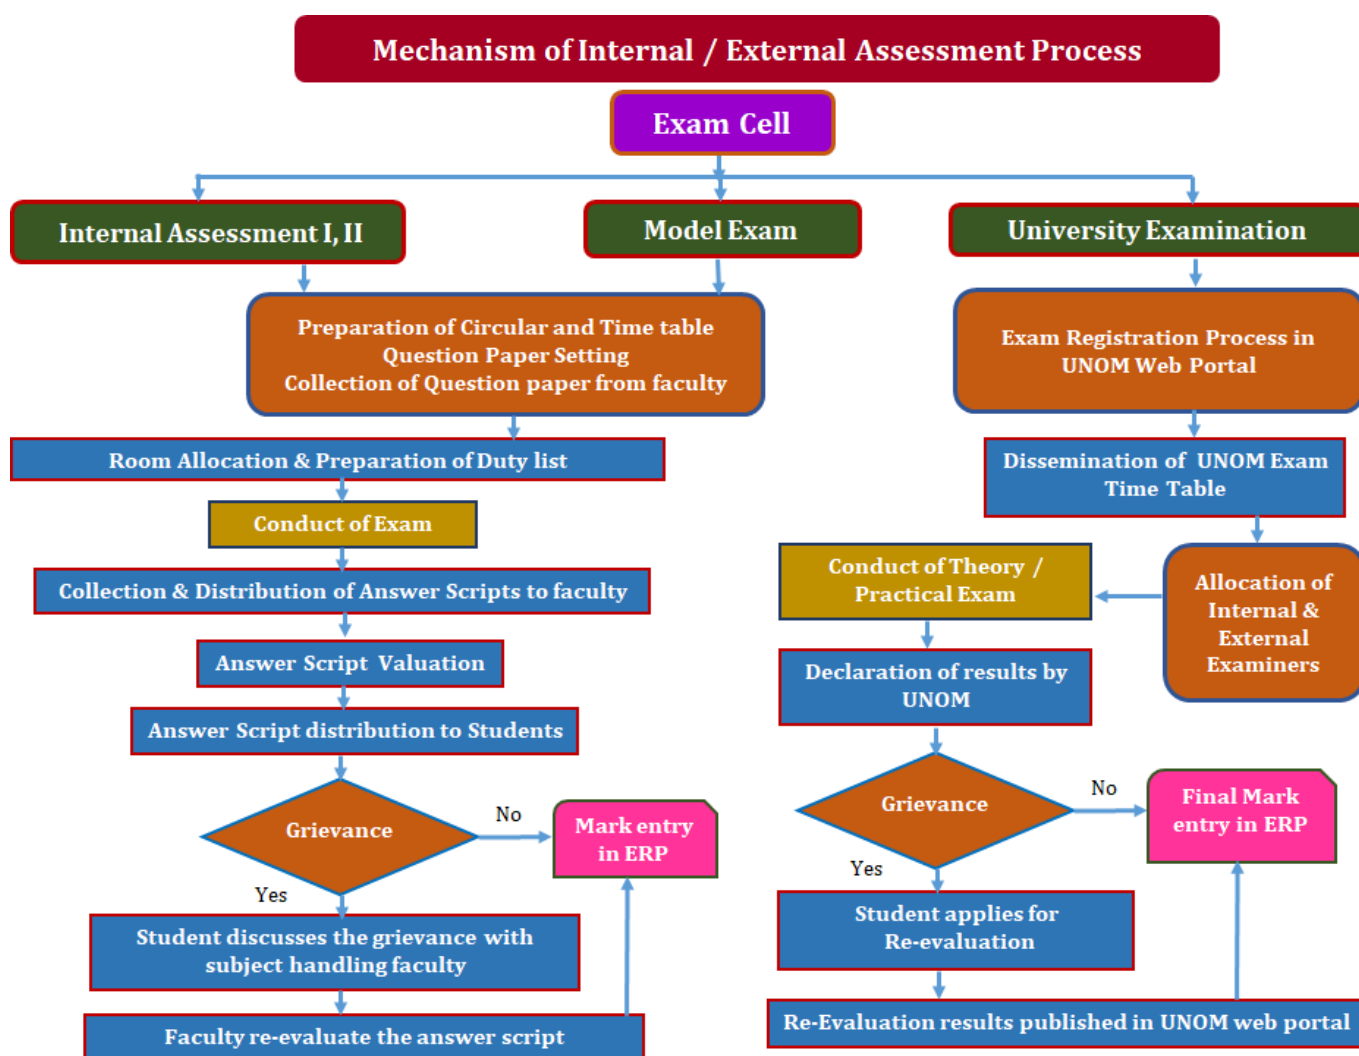 Mechanism of Internal / External Assessment Process
Exam Cell
Internal Assessment I, II
Model Exam
University Examination
Preparation of Circular and Time table
Question Paper Setting
Collection of Question paper from faculty
Exam Registration Process in
UNOM Web Portal
Room Allocation & Preparation of Duty list
Dissemination of UNOM Exam
Time Table
Conduct of Exam
Collection & Distribution of Answer Scripts to faculty
Conduct of Theory /
Practical Exam
Allocation of
Internal &
External
Examiners
Answer Script Valuation
Declaration of results by
UNOM
Answer Script distribution to Students
Grievance
No
Mark entry
in ERP
Yes
Grievance
No
Final Mark
entry in ERP
Yes
Student discusses the grievance with
subject handling faculty
Student applies for
Re-evaluation
Faculty re-evaluate the answer script
Re-Evaluation results published in UNOM web portal